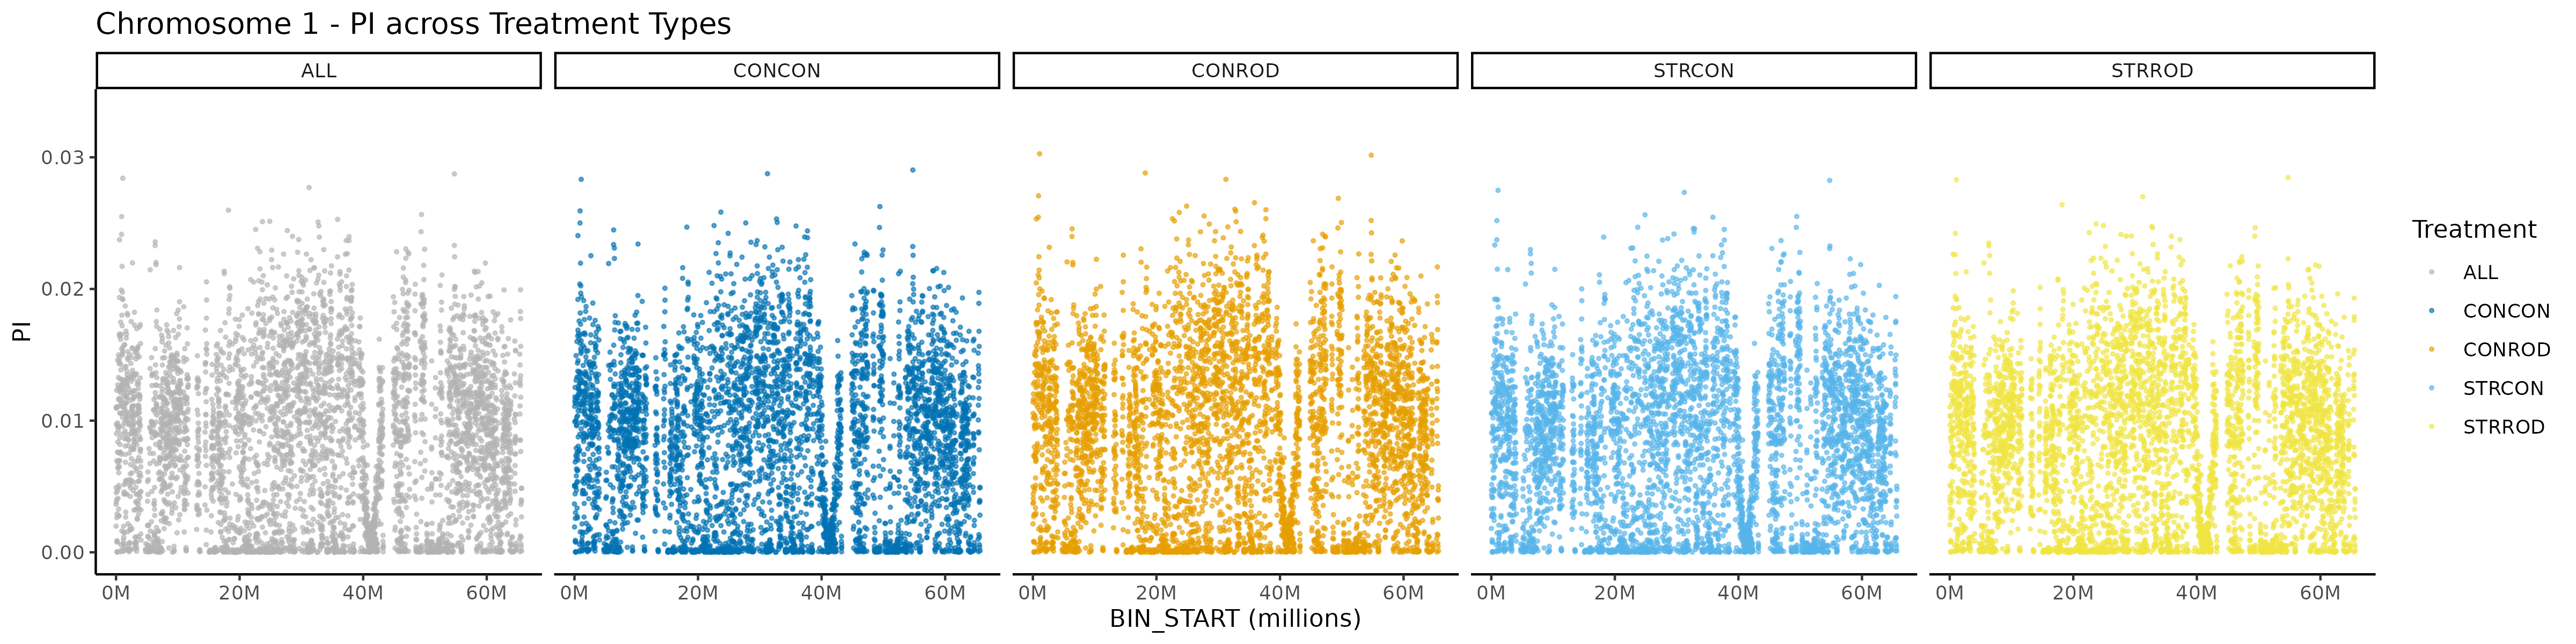 Chromosome 1 - PI across Treatment Types
ALL
CONCON
CONROD
STRCON
STRROD
PI
0.03
0.02
0.01
0.00
0M 20M 40M 60M
0M 20M 40M 60M
0M 20M 40M 60M
0M 20M 40M 60M
0M 20M 40M 60M
BIN_START (millions)
Treatment
ALL
CONCON
CONROD
STRCON
STRROD